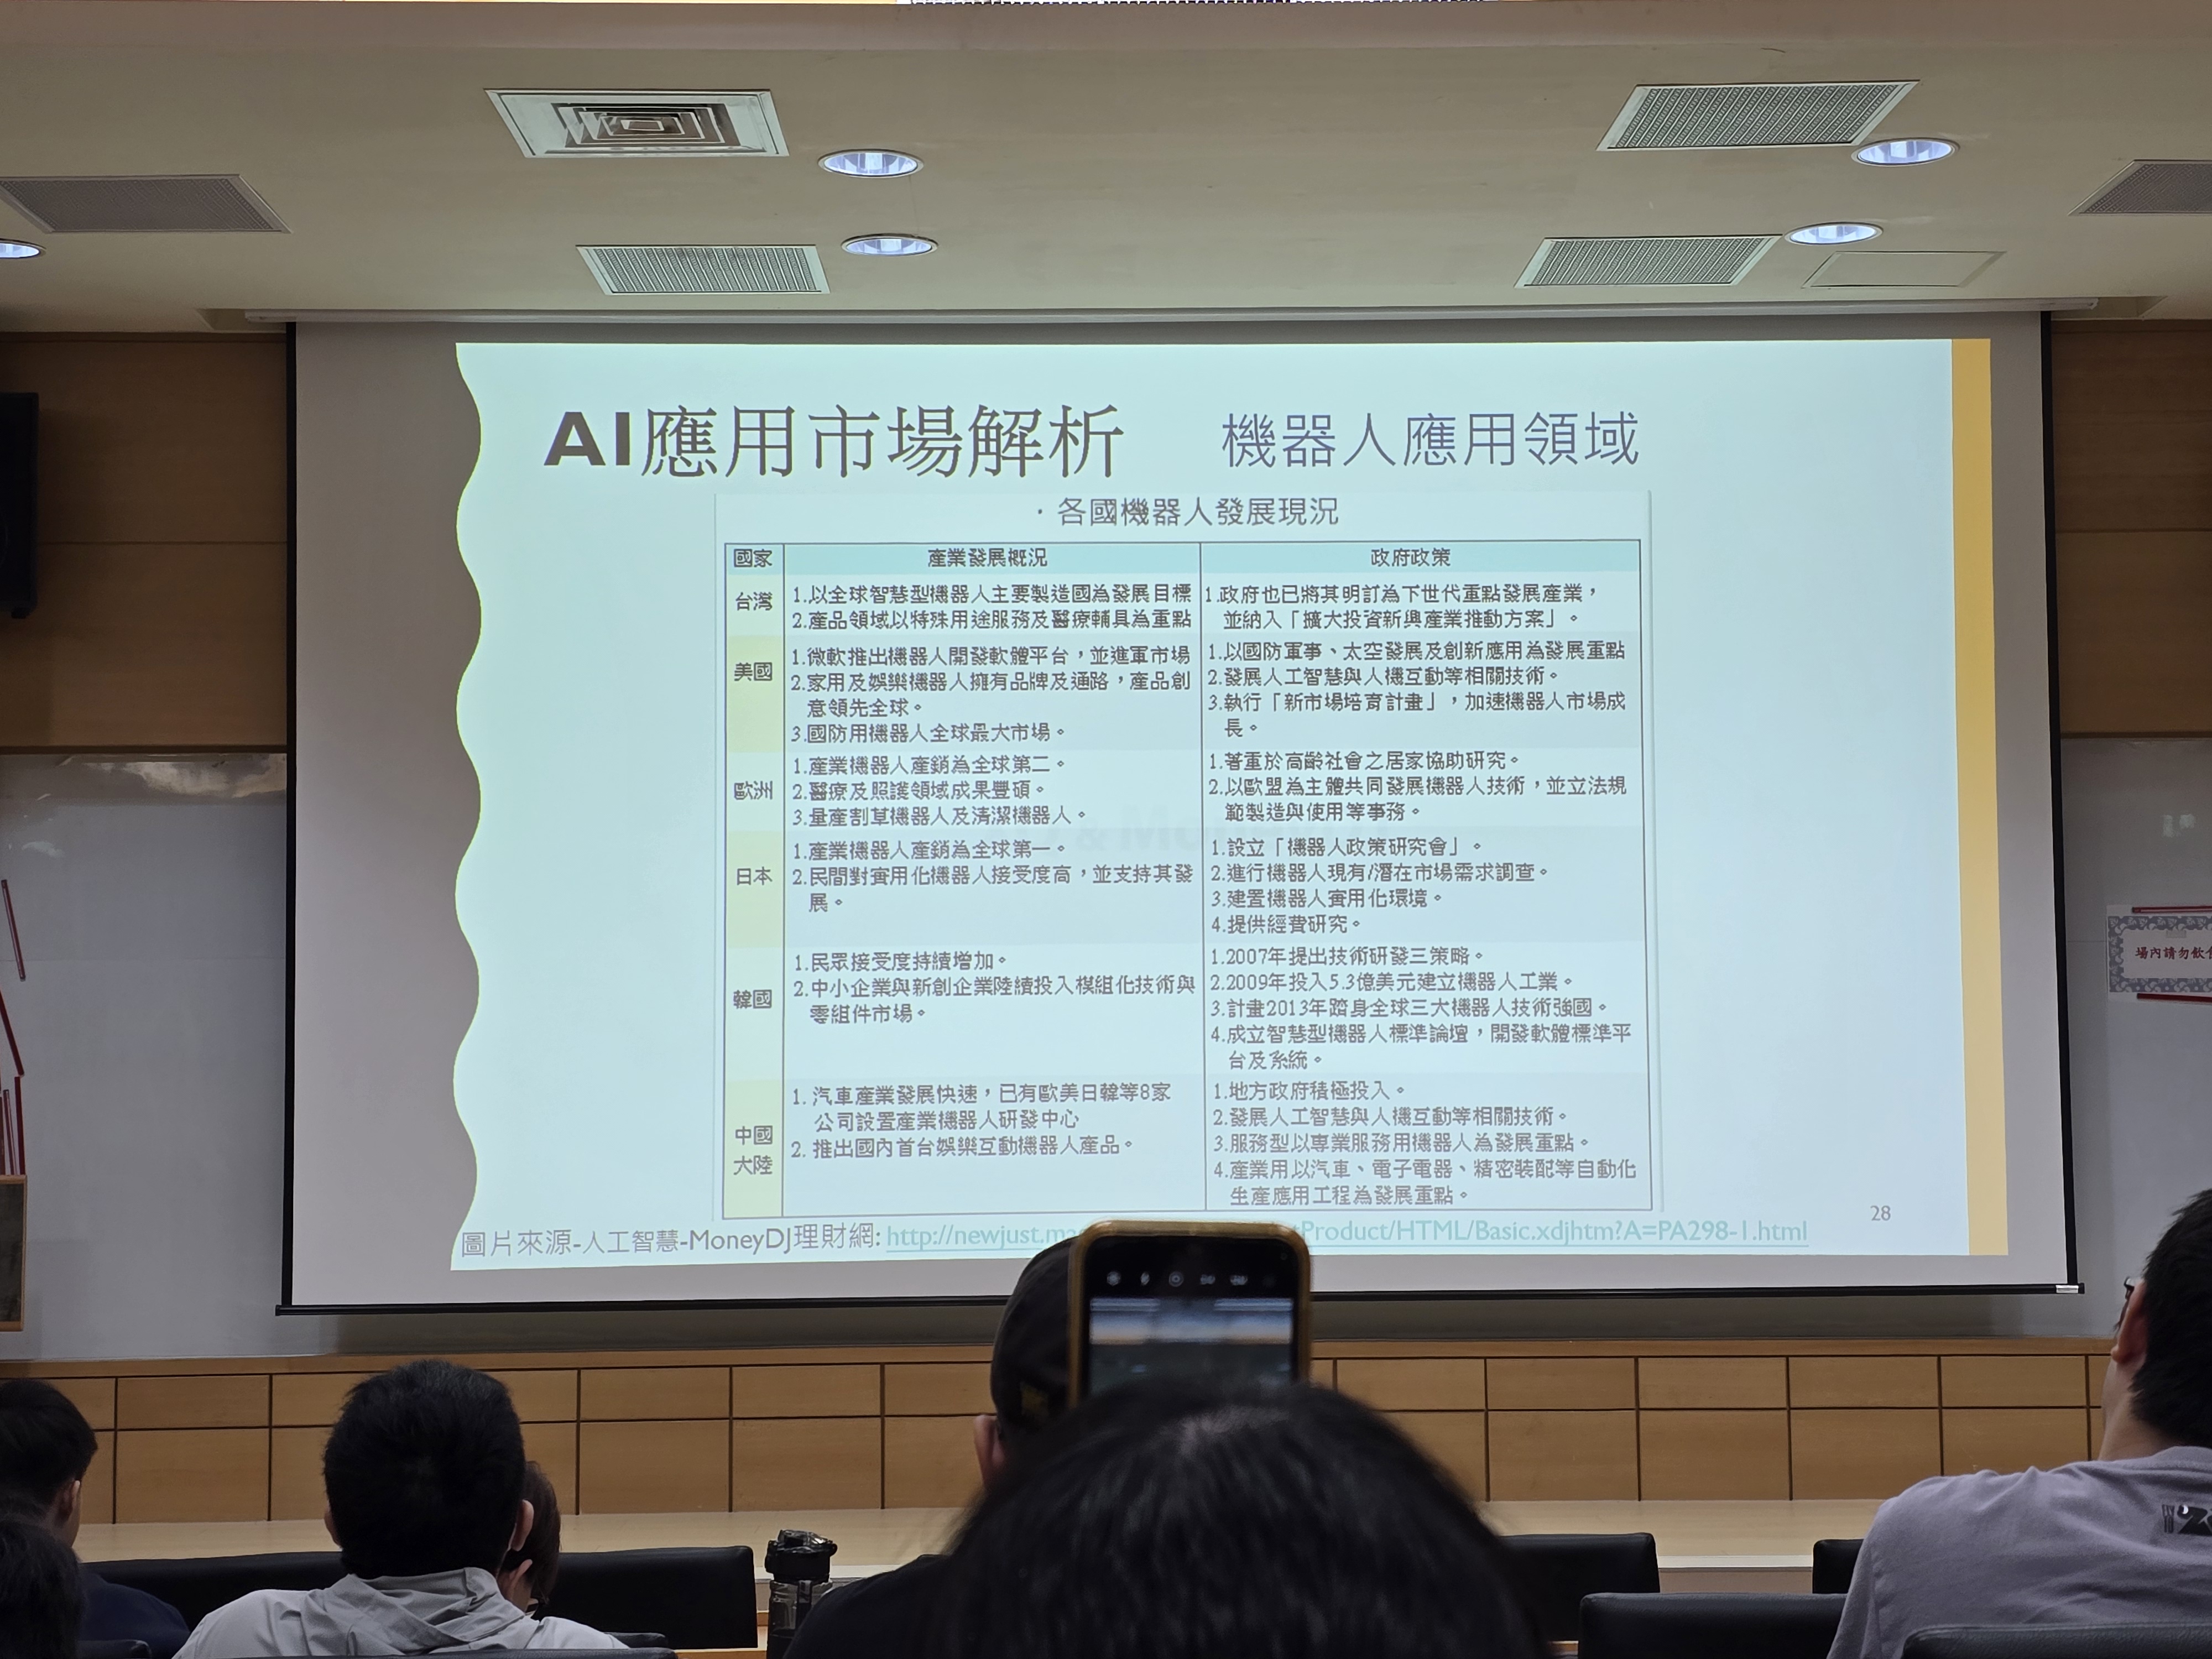 AI應用市場解析 機器人應用領域
·各國機器人發展現況
國家 產業發展概況 政府政策
台灣
1.以全球智慧型機器人主要製造國為發展目標
2.產品領域以特殊用途服務及醫療輔具為重點
1.政府也已將其明訂為下世代重點發展產業，
並納入「擴大投資新興產業推動方案」。
美國
1.微軟推出機器人開發軟體平台，並進軍市場
2.家用及娛樂機器人擁有品牌及通路，產品創
意領先全球。
3.國防用機器人全球最大市場。
1.以國防軍事、太空發展及創新應用為發展重點
2.發展人工智慧與人機互動等相關技術。
3.執行「新市場培育計畫」，加速機器人市場成
長。
歐洲
1.產業機器人產銷為全球第二。
2.醫療及照護領域成果豐碩。
3.量產割草機器人及清潔機器人。
1.著重於高齡社會之居家協助研究。
2.以歐盟為主體共同發展機器人技術，並立法規
範製造與使用等事務。
日本
1.產業機器人產銷為全球第一。
2.民間對實用化機器人接受度高，並支持其發
展。
1.設立「機器人政策研究會」。
2.進行機器人現有/潛在市場需求調查。
3.建置機器人實用化環境。
4.提供經費研究。
韓國
1.民眾接受度持續增加。
2.中小企業與新創企業陸續投入模組化技術與
零組件市場。
1.2007年提出技術研發三策略。
2.2009年投入5.3億美元建立機器人工業。
3.計畫2013年躋身全球三大機器人技術強國。
4.成立智慧型機器人標準論壇，開發軟體標準平
台及系統。
中國
大陸
1. 汽車產業發展快速，已有歐美日韓等8家
公司設置產業機器人研發中心
2. 推出國內首台娛樂互動機器人產品。
1.地方政府積極投入。
2.發展人工智慧與人機互動等相關技術。
3.服務型以專業服務用機器人為發展重點。
4.產業用以汽車、電子電器、精密裝配等自動化
生產應用工程為發展重點。
28
圖片來源-人工智慧-MoneyDJ理財網: http://newjust.ma tProduct/HTML/Basic.xdjhtm?A=PA298-1.html
場內請勿飲食